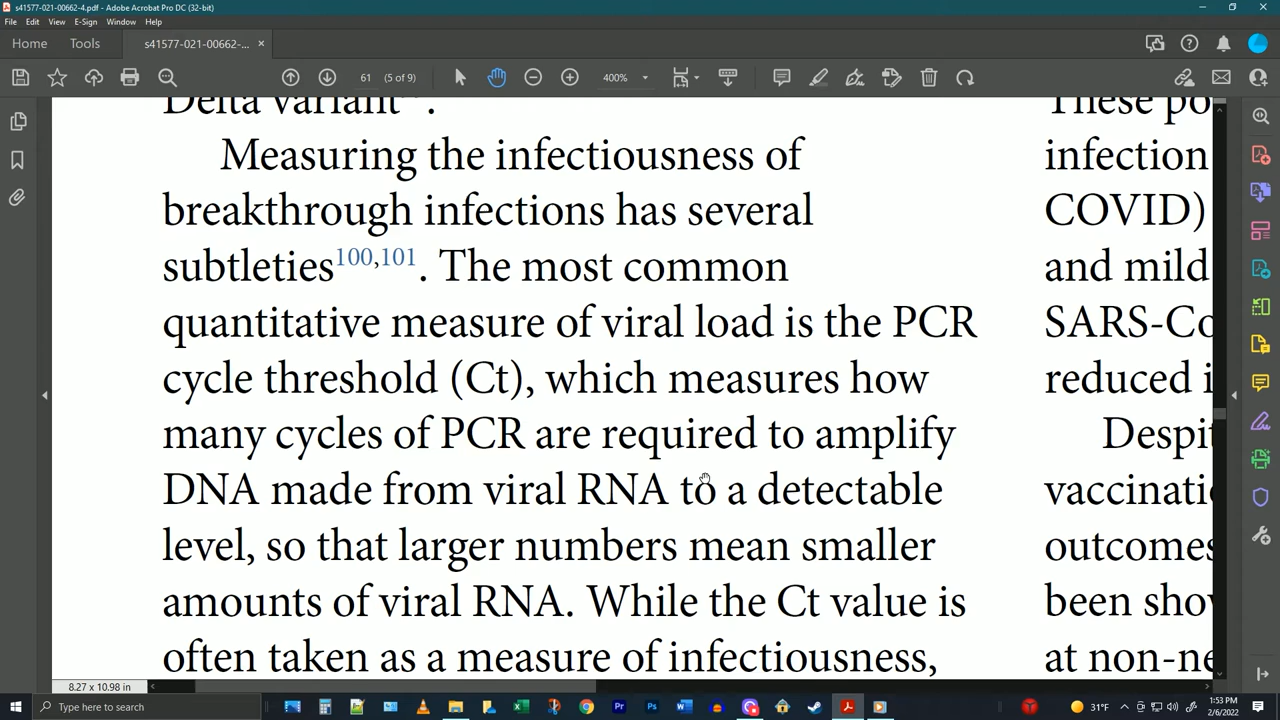 s41577-021-00662-4.pdf - Adobe Acrobat Pro DC (32-bit)
File Edit View E-Sign Window Help
Home Tools s41577-021-00662-... ×
61 (5 of 9) 400%
Delta variant
Measuring the infectiousness of
breakthrough infections has several
subtleties100,101. The most common
quantitative measure of viral load is the PCR
cycle threshold (Ct), which measures how
many cycles of PCR are required to amplify
DNA made from viral RNA to a detectable
level, so that larger numbers mean smaller
amounts of viral RNA. While the Ct value is
often taken as a measure of infectiousness,
These po
infection
COVID)
and mild
SARS-Co
reduced i
Despit
vaccinatio
outcomes
been shov
at non-ne
8.27 x 10.98 in
Type here to search
31°F
1:53 PM
2/6/2022